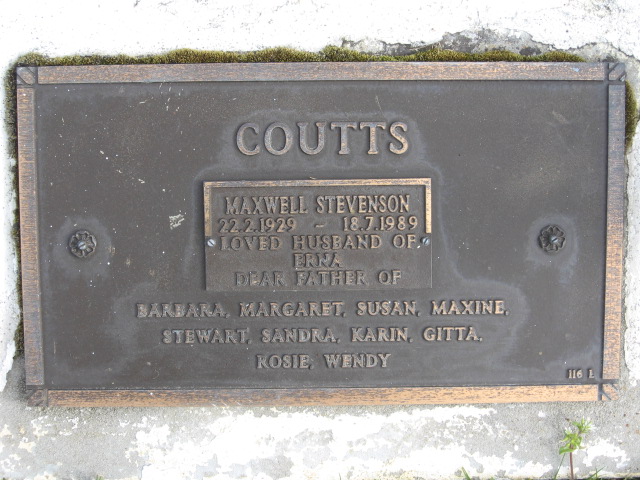 COUTTS
MAXWELL STEVENSON
22.2.1929 - 18.7.1989
LOVED HUSBAND OF
ERNA
DEAR FATHER OF
BARBARA, MARGARET, SUSAN, MAXINE,
STEWART, SANDRA, KARIN, GITTA,
ROSIE, WENDY
116 L